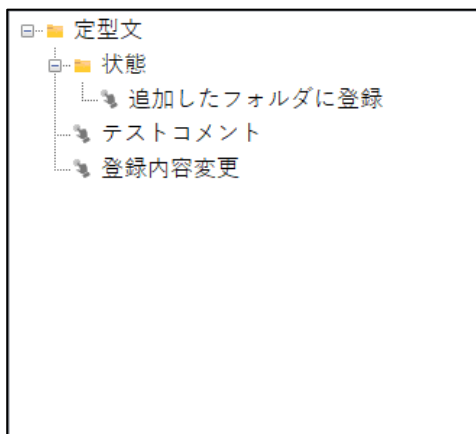 定型文
状態
追加したフォルダに登録
テストコメント
登録内容変更